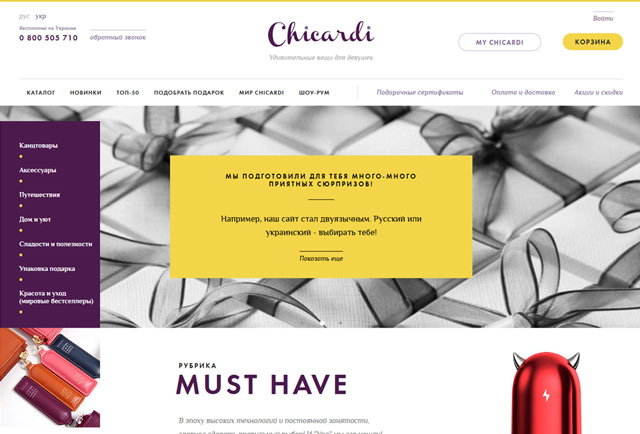 рус укр
бесплатные по Украине
0 800 505 710
обратный звонок
Chicardi
Удивительные вещи для девушек
Войти
MY CHICARDI
КОРЗИНА
КАТАЛОГ НОВИНКИ ТОП-50 ПОДОБРАТЬ ПОДАРОК МИР CHICARDI ШОУ-РУМ Подарочные сертификаты Оплата и доставка Акции и скидки
Канцтовары
Аксессуары
Путешествия
Дом и уют
Сладости и полезности
Упаковка подарка
Красота и уход
(мировые бестселлеры)
МЫ ПОДГОТОВИЛИ ДЛЯ ТЕБЯ МНОГО-МНОГО
ПРИЯТНЫХ СЮРПРИЗОВ!
Например, наш сайт стал двуязычным. Русский или
украинский - выбирать тебе!
Показать еще
РУБРИКА
MUST HAVE
В эпоху высоких технологий и постоянной занятости,